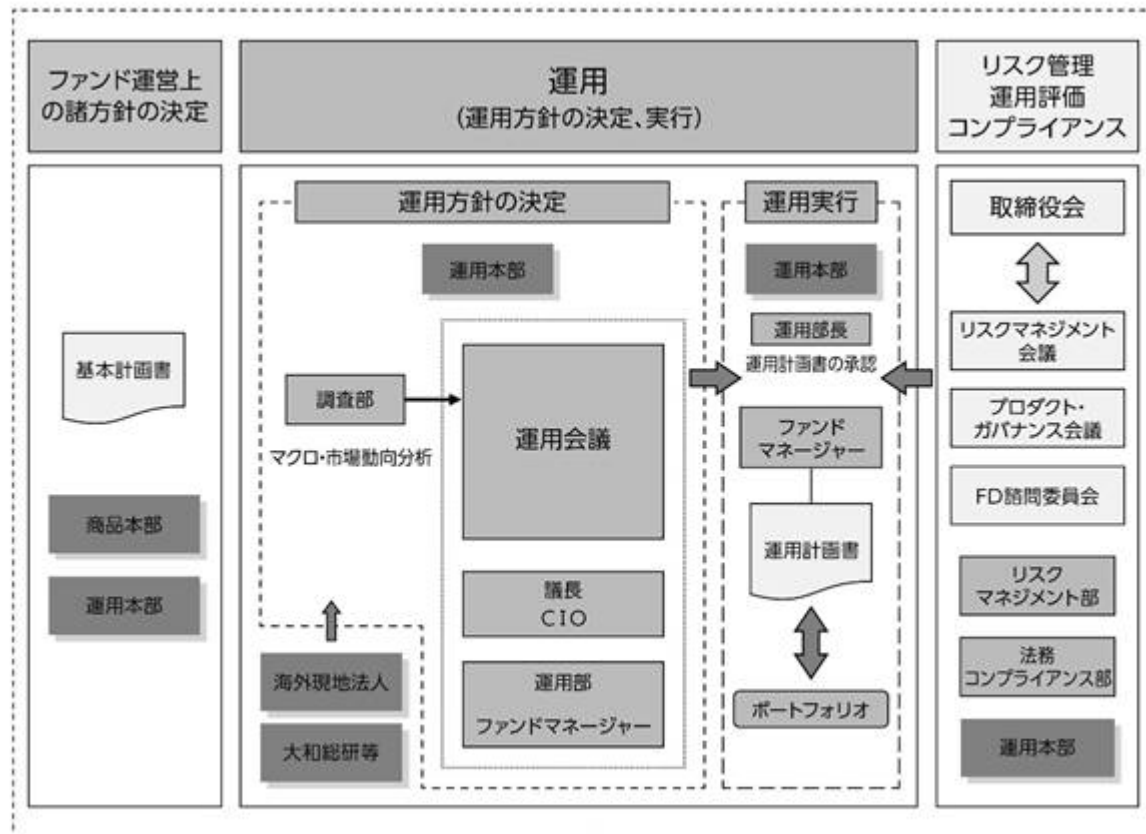 ファンド運営上
の諸方針の決定
運用
(運用方針の決定、実行)
リスク管理
運用評価
コンプライアンス
基本計画書
商品本部
運用本部
運用方針の決定
運用本部
調査部
マクロ・市場動向分析
運用会議
議長
CIO
運用部
ファンドマネージャー
海外現地法人
大和総研等
運用実行
運用本部
運用部長
運用計画書の承認
ファンド
マネージャー
運用計画書
ポートフォリオ
取締役会
リスクマネジメント
会議
プロダクト・
ガバナンス会議
FD諮問委員会
リスク
マネジメント部
法務
コンプライアンス部
運用本部